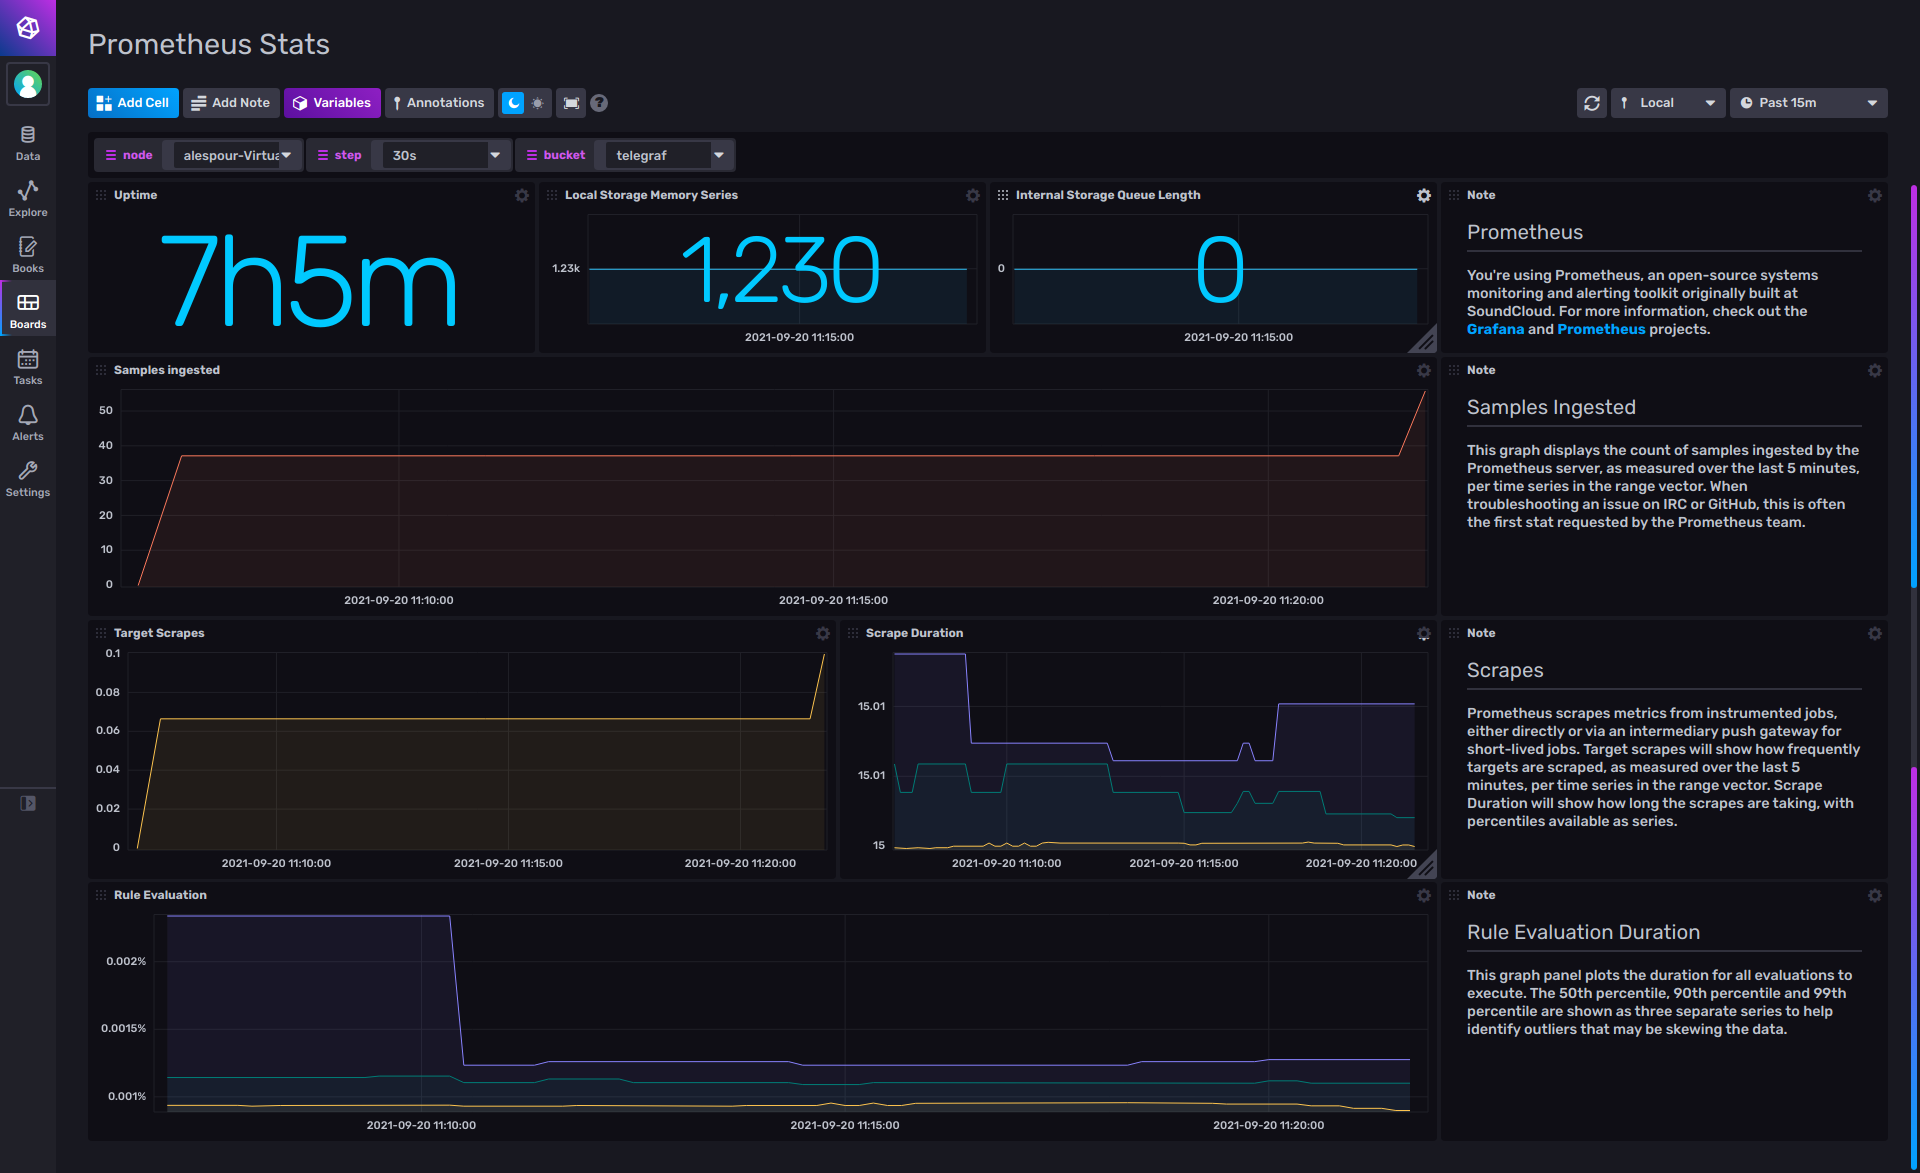 Prometheus Stats
Add Cell
Add Note
Variables
Annotations
?
Local
Past 15m
Data
Explore
Books
Boards
Tasks
Alerts
Settings
node
alespour-Virtua
step
30s
bucket
telegraf
Uptime
7h5m
Local Storage Memory Series
1.23k
1,230
2021-09-20 11:15:00
Internal Storage Queue Length
0
0
2021-09-20 11:15:00
Note
Prometheus
You're using Prometheus, an open-source systems
monitoring and alerting toolkit originally built at
SoundCloud. For more information, check out the
Grafana and Prometheus projects.
Samples ingested
50
40
30
20
10
0
2021-09-20 11:10:00
2021-09-20 11:15:00
2021-09-20 11:20:00
Note
Samples Ingested
This graph displays the count of samples ingested by the
Prometheus server, as measured over the last 5 minutes,
per time series in the range vector. When
troubleshooting an issue on IRC or GitHub, this is often
the first stat requested by the Prometheus team.
Target Scrapes
0.1
0.08
0.06
0.04
0.02
0
2021-09-20 11:10:00
2021-09-20 11:15:00
2021-09-20 11:20:00
Scrape Duration
15.01
15.01
15
2021-09-20 11:10:00
2021-09-20 11:15:00
2021-09-20 11:20:00
Note
Scrapes
Prometheus scrapes metrics from instrumented jobs,
either directly or via an intermediary push gateway for
short-lived jobs. Target scrapes will show how frequently
targets are scraped, as measured over the last 5
minutes, per time series in the range vector. Scrape
Duration will show how long the scrapes are taking, with
percentiles available as series.
Rule Evaluation
0.002%
0.0015%
0.001%
2021-09-20 11:10:00
2021-09-20 11:15:00
2021-09-20 11:20:00
Note
Rule Evaluation Duration
This graph panel plots the duration for all evaluations to
execute. The 50th percentile, 90th percentile and 99th
percentile are shown as three separate series to help
identify outliers that may be skewing the data.